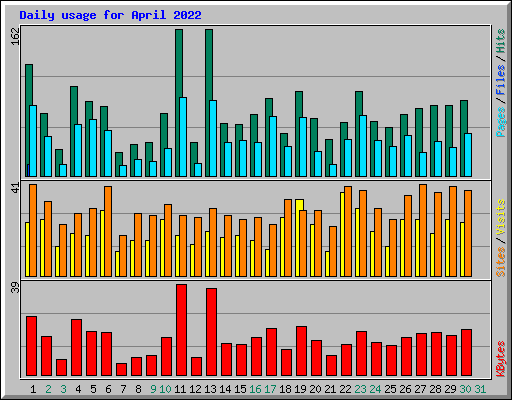 Daily usage for April 2022
162
Pages / Files / Hits
41
Sites / Visits
39
KBytes
1 2 3 4 5 6 7 8 9 10 11 12 13 14 15 16 17 18 19 20 21 22 23 24 25 26 27 28 29 30 31